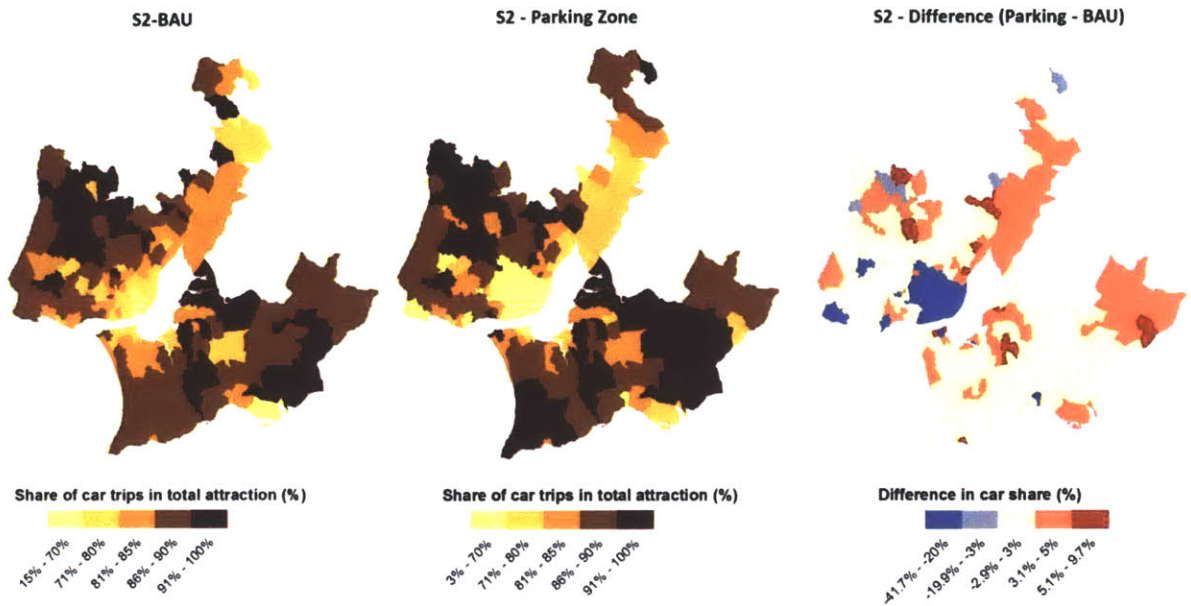 S2-BAU
S2 - Parking Zone
S2 - Difference (Parking - BAU)
Share of car trips in total attraction (%)
15% - 70%
71% - 80%
81% - 85%
86% - 90%
91% - 100%
Share of car trips in total attraction (%)
3% - 70%
71% - 80%
81% - 85%
86% - 90%
91% - 100%
Difference in car share (%)
-41.7% - -20%
-19.9% - -3%
-2.9% - 3%
3.1% - 5%
5.1% - 9.7%